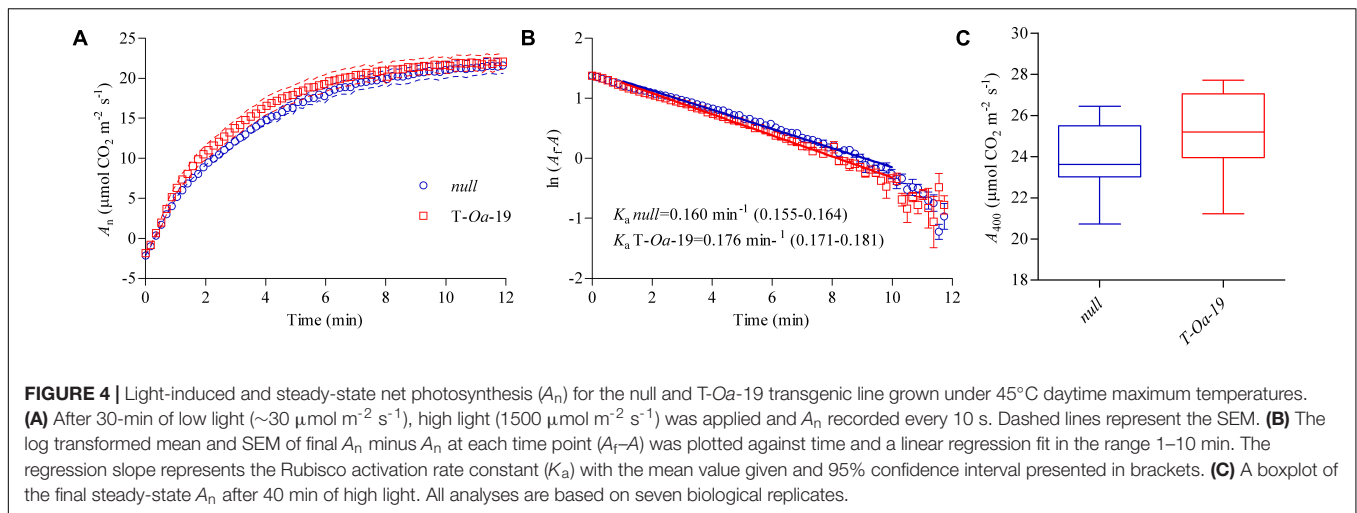 A
B
C
25
20
15
10
5
0
-5
Aₙ (µmol CO₂ m⁻² s⁻¹)
0 2 4 6 8 10 12
Time (min)
null
T-Oa-19
2
1
0
-1
-2
ln (A_f-A)
Kₐ null=0.160 min⁻¹ (0.155-0.164)
Kₐ T-Oa-19=0.176 min-¹ (0.171-0.181)
0 2 4 6 8 10 12
Time (min)
28
26
24
22
20
18
A₄₀₀ (µmol CO₂ m⁻² s⁻¹)
null
T-Oa-19
FIGURE 4 | Light-induced and steady-state net photosynthesis (Aₙ) for the null and T-Oa-19 transgenic line grown under 45°C daytime maximum temperatures.
(A) After 30-min of low light (~30 µmol m⁻² s⁻¹), high light (1500 µmol m⁻² s⁻¹) was applied and Aₙ recorded every 10 s. Dashed lines represent the SEM. (B) The
log transformed mean and SEM of final Aₙ minus Aₙ at each time point (A_f–A) was plotted against time and a linear regression fit in the range 1–10 min. The
regression slope represents the Rubisco activation rate constant (Kₐ) with the mean value given and 95% confidence interval presented in brackets. (C) A boxplot of
the final steady-state Aₙ after 40 min of high light. All analyses are based on seven biological replicates.